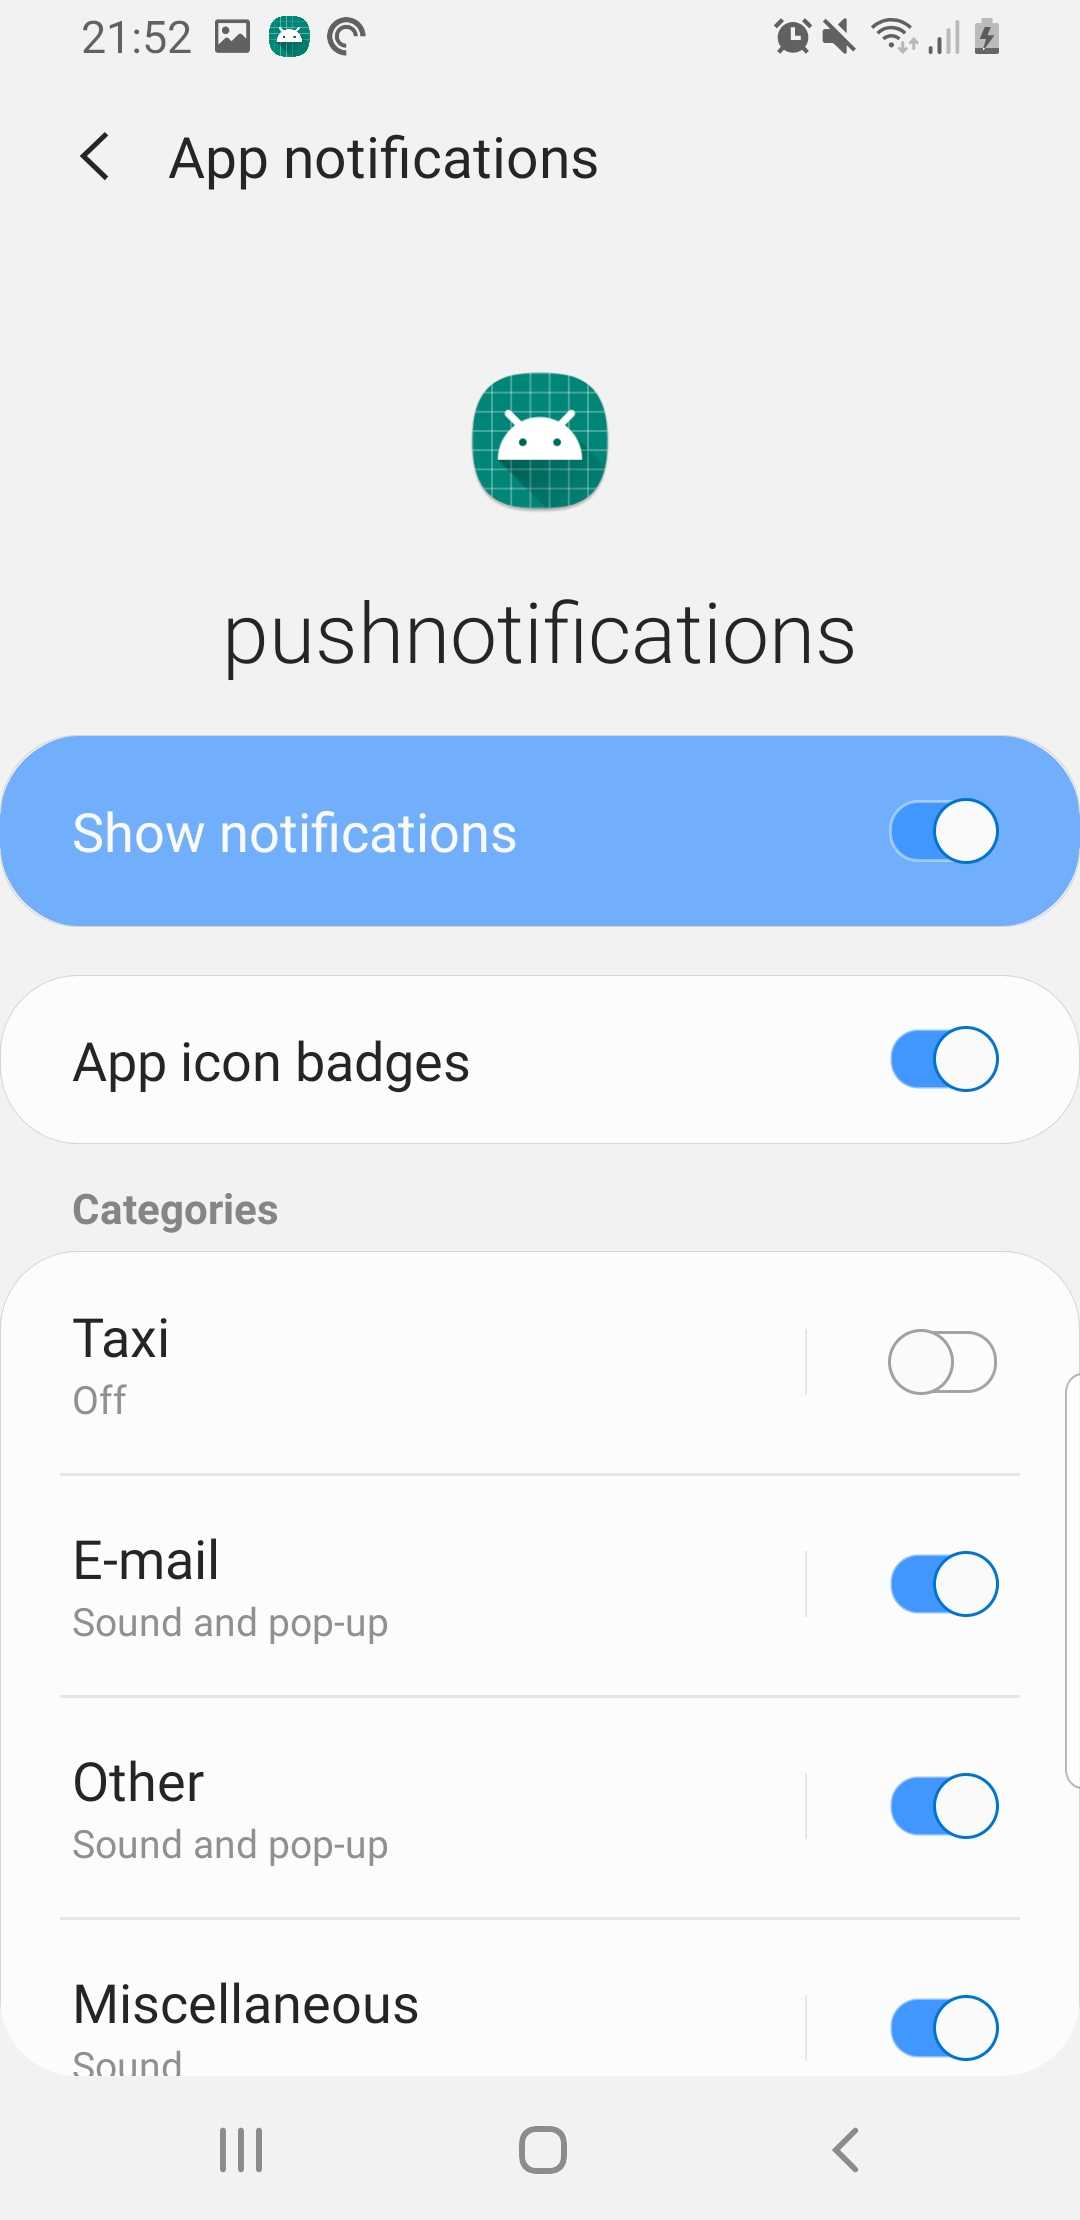 21:52
App notifications
pushnotifications
Show notifications
App icon badges
Categories
Taxi
Off
E-mail
Sound and pop-up
Other
Sound and pop-up
Miscellaneous
Sound